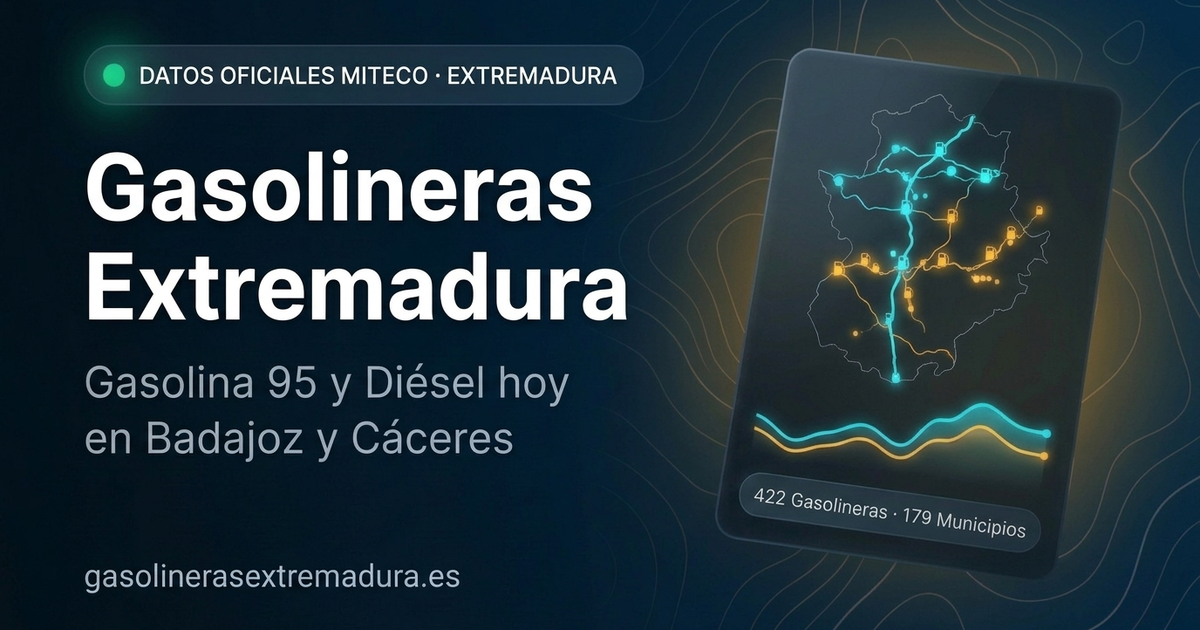 DATOS OFICIALES MITECO · EXTREMADURA
Gasolineras
Extremadura
Gasolina 95 y Diésel hoy
en Badajoz y Cáceres
422 Gasolineras · 179 Municipios
gasolinerasextremadura.es